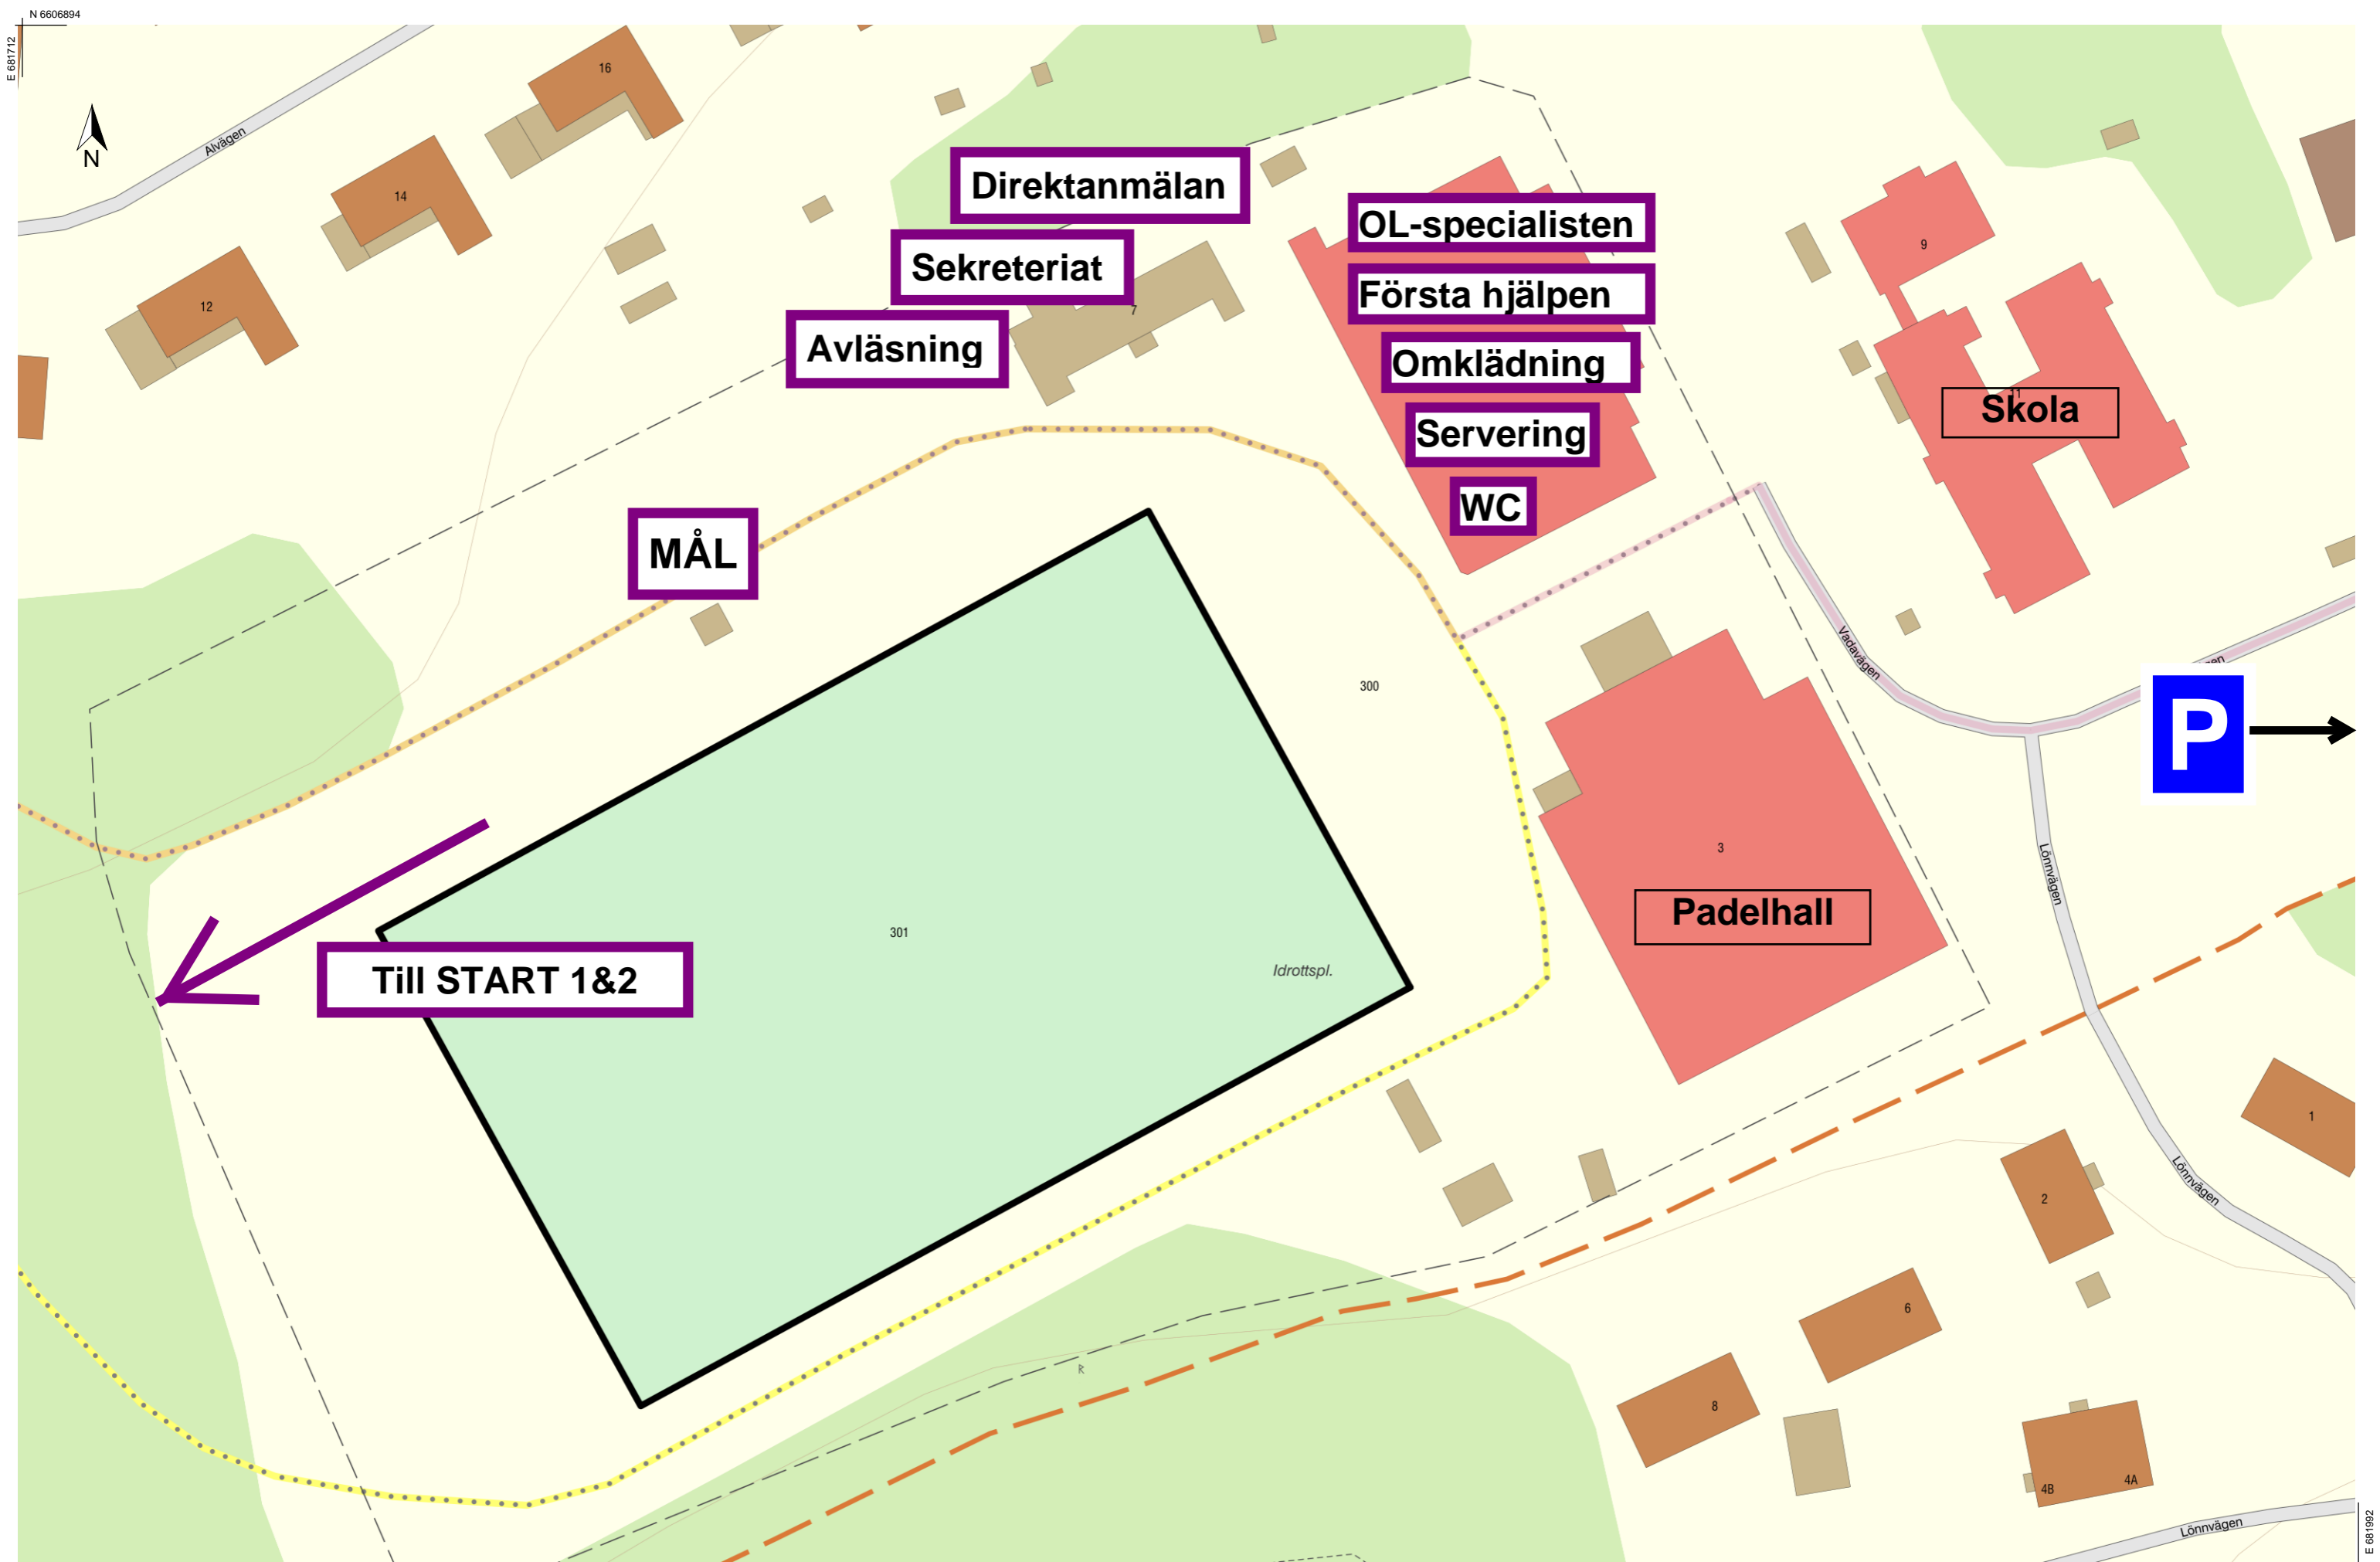 N 6606894
E 681712
N
Alvägen
16
14
12
Direktanmälan
Sekreteriat
Avläsning
7
OL-specialisten
Första hjälpen
Omklädning
Servering
WC
9
11
Skola
MÅL
300
Vadavägen
gen
P
3
Padelhall
Lönnvägen
301
Idrottspl.
Till START 1&2
1
2
Lönnvägen
6
8
4B
4A
R
Lönnvägen
E 681992